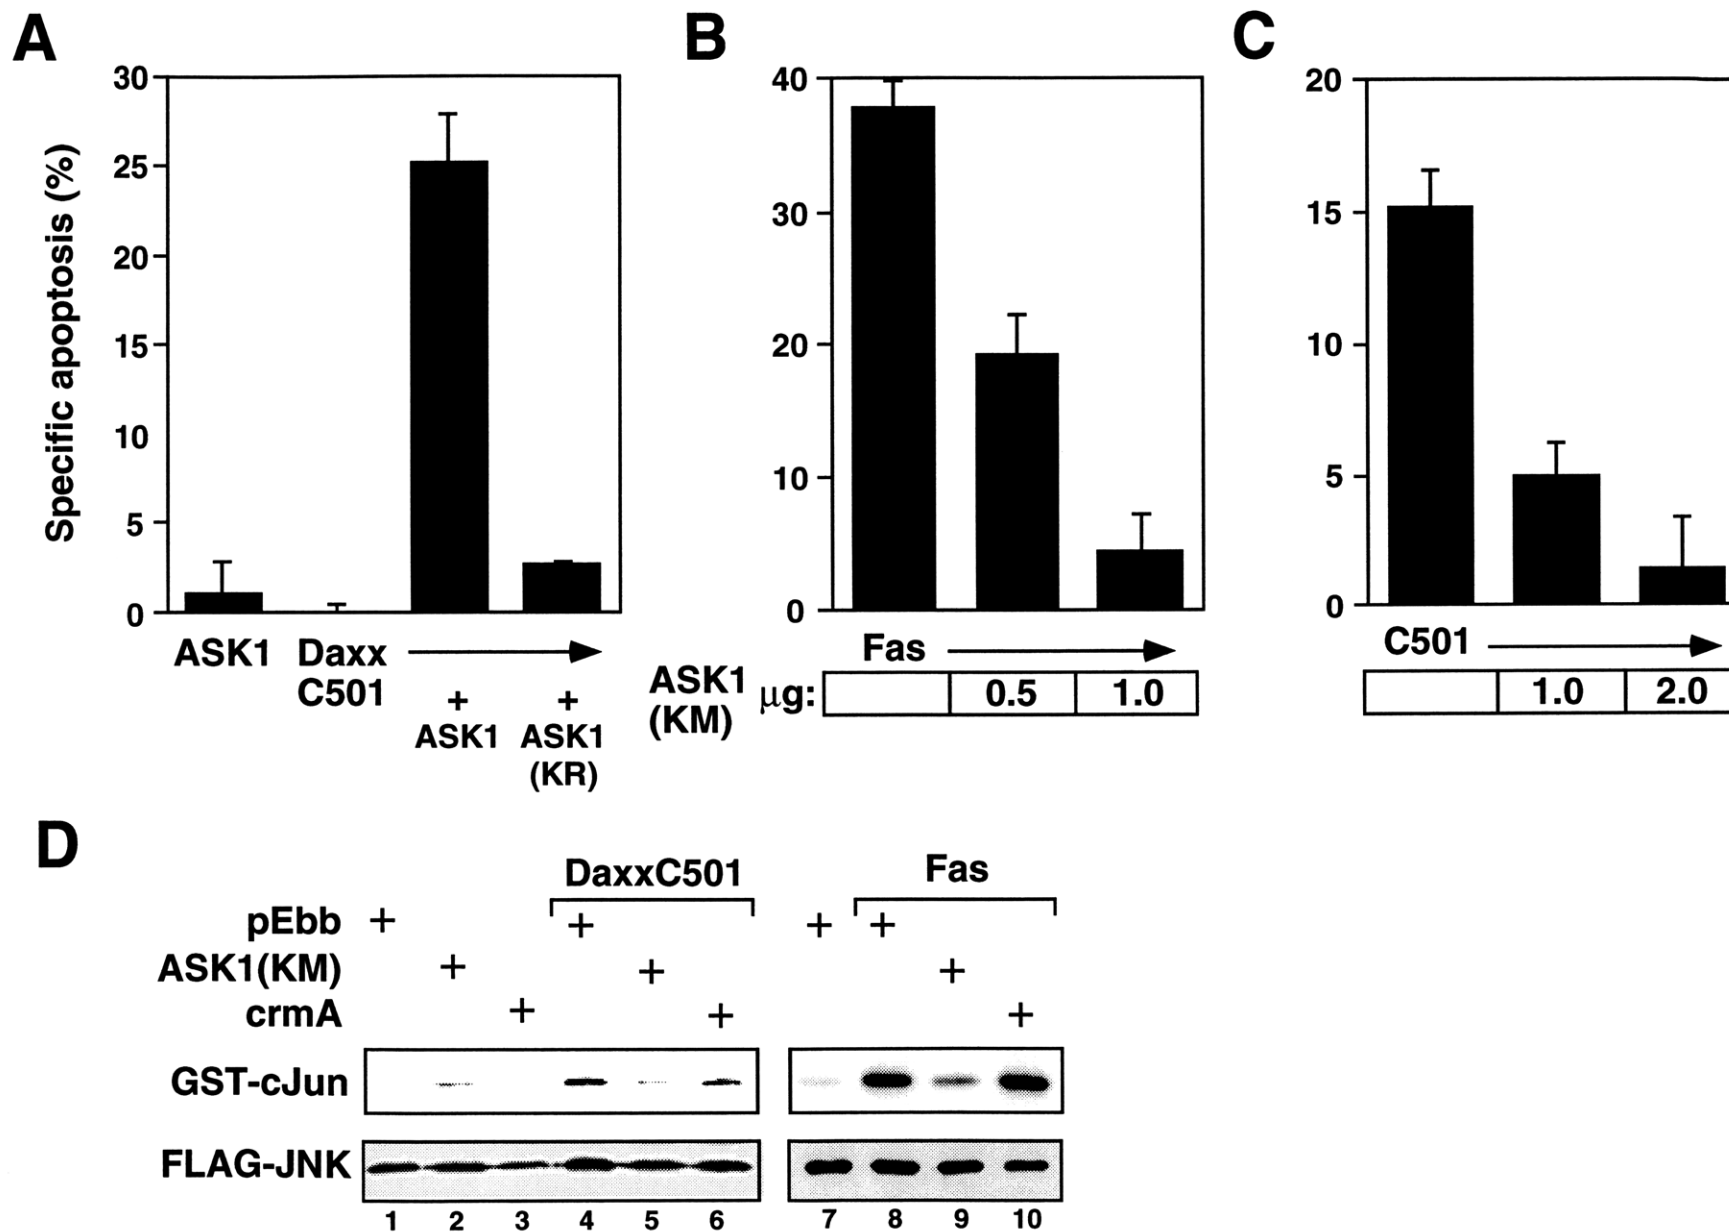 A
B
C
Specific apoptosis (%)
30
25
20
15
10
5
0
ASK1
Daxx
C501
+
ASK1
+
ASK1
(KR)
40
30
20
10
0
Fas
ASK1
(KM)
μg:
0.5
1.0
20
15
10
5
0
C501
1.0
2.0
D
DaxxC501
Fas
pEbb + + + +
ASK1(KM) + + +
crmA + + +
GST-cJun
FLAG-JNK
1 2 3 4 5 6 7 8 9 10